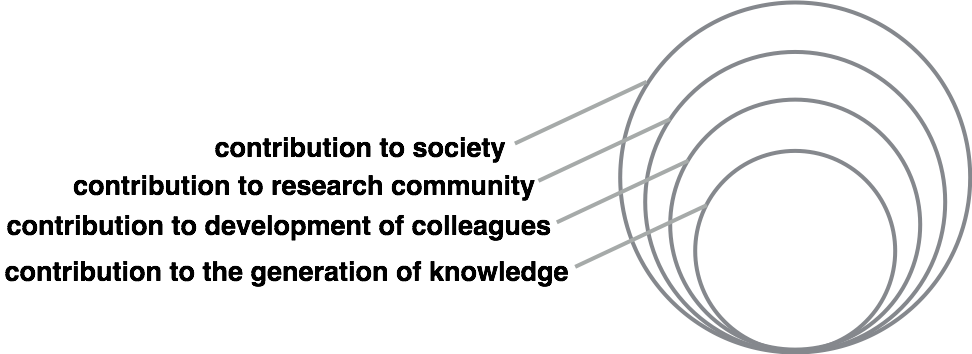 contribution to society
contribution to research community
contribution to development of colleagues
contribution to the generation of knowledge